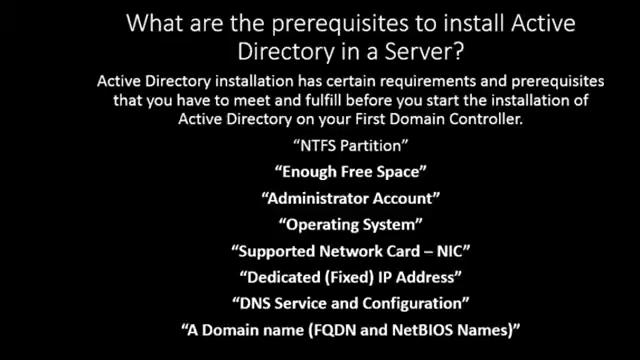 What are the prerequisites to install Active
Directory in a Server?
Active Directory installation has certain requirements and prerequisites
that you have to meet and fulfill before you start the installation of
Active Directory on your First Domain Controller.
“NTFS Partition”
“Enough Free Space”
“Administrator Account”
“Operating System”
“Supported Network Card – NIC”
“Dedicated (Fixed) IP Address”
“DNS Service and Configuration”
“A Domain name (FQDN and NetBIOS Names)”